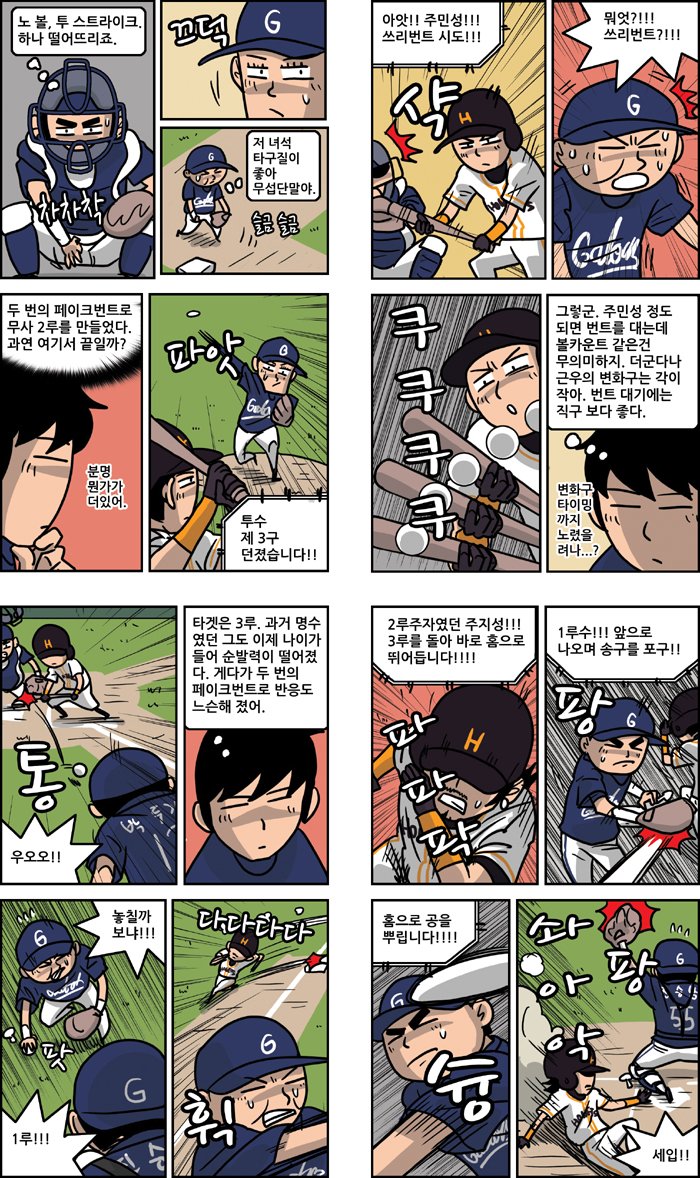 노 볼, 투 스트라이크.
하나 떨어뜨리죠.
차차착
끄덕
G
저 녀석
타구질이
좋아
무섭단말야.
G
슬금 슬금
두 번의 페이크번트로
무사 2루를 만들었다.
과연 여기서 끝일까?
분명
뭔가가
더있어.
파앗
G
투수
제 3구
던졌습니다!!
아앗!! 주민성!!!
쓰리번트 시도!!!
샥
H
뭐엇?!!!
쓰리번트?!!!
G
쿠
쿠
쿠
쿠
그렇군. 주민성 정도
되면 번트를 대는데
볼카운트 같은건
무의미하지. 더군다나
근우의 변화구는 각이
작아. 번트 대기에는
직구 보다 좋다.
변화구
타이밍
까지
노렸을
려나...?
H
통
우오오!!
타겟은 3루. 과거 명수
였던 그도 이제 나이가
들어 순발력이 떨어졌
다. 게다가 두 번의
페이크번트로 반응도
느슨해 졌어.
놓칠까
보냐!!!
G
팟
G
1루!!!
다다다다
G
휙
2루주자였던 주지성!!!
3루를 돌아 바로 홈으로
뛰어듭니다!!!!
H
파
파
팍
1루수!!! 앞으로
나오며 송구를 포구!!
팡
G
홈으로 공을
뿌립니다!!!!
G
슝
솨
아
악
팡
G
55
H
세입!!